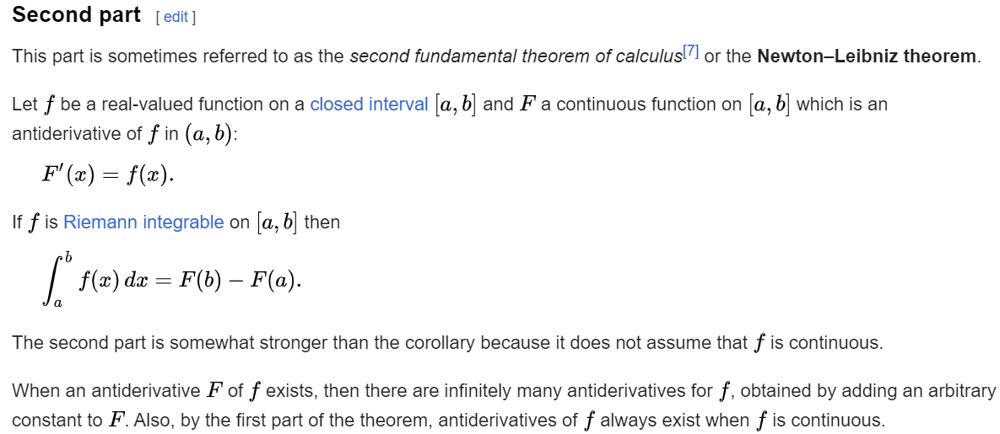 Second part [ edit ]
This part is sometimes referred to as the second fundamental theorem of calculus[7] or the Newton–Leibniz theorem.
Let f be a real-valued function on a closed interval [a, b] and F a continuous function on [a, b] which is an
antiderivative of f in (a, b):
F′(x) = f(x).
If f is Riemann integrable on [a, b] then
∫_a^b f(x) dx = F(b) − F(a).
The second part is somewhat stronger than the corollary because it does not assume that f is continuous.
When an antiderivative F of f exists, then there are infinitely many antiderivatives for f, obtained by adding an arbitrary
constant to F. Also, by the first part of the theorem, antiderivatives of f always exist when f is continuous.